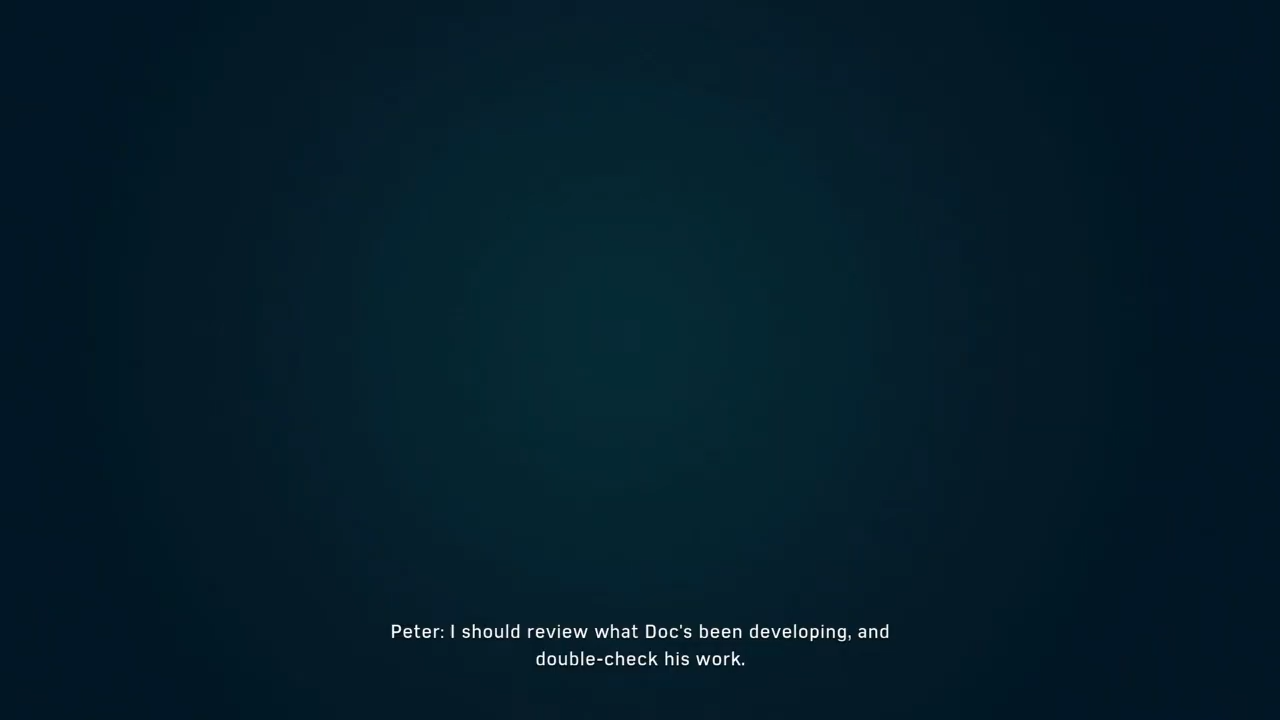 Peter: I should review what Doc's been developing, and
double-check his work.